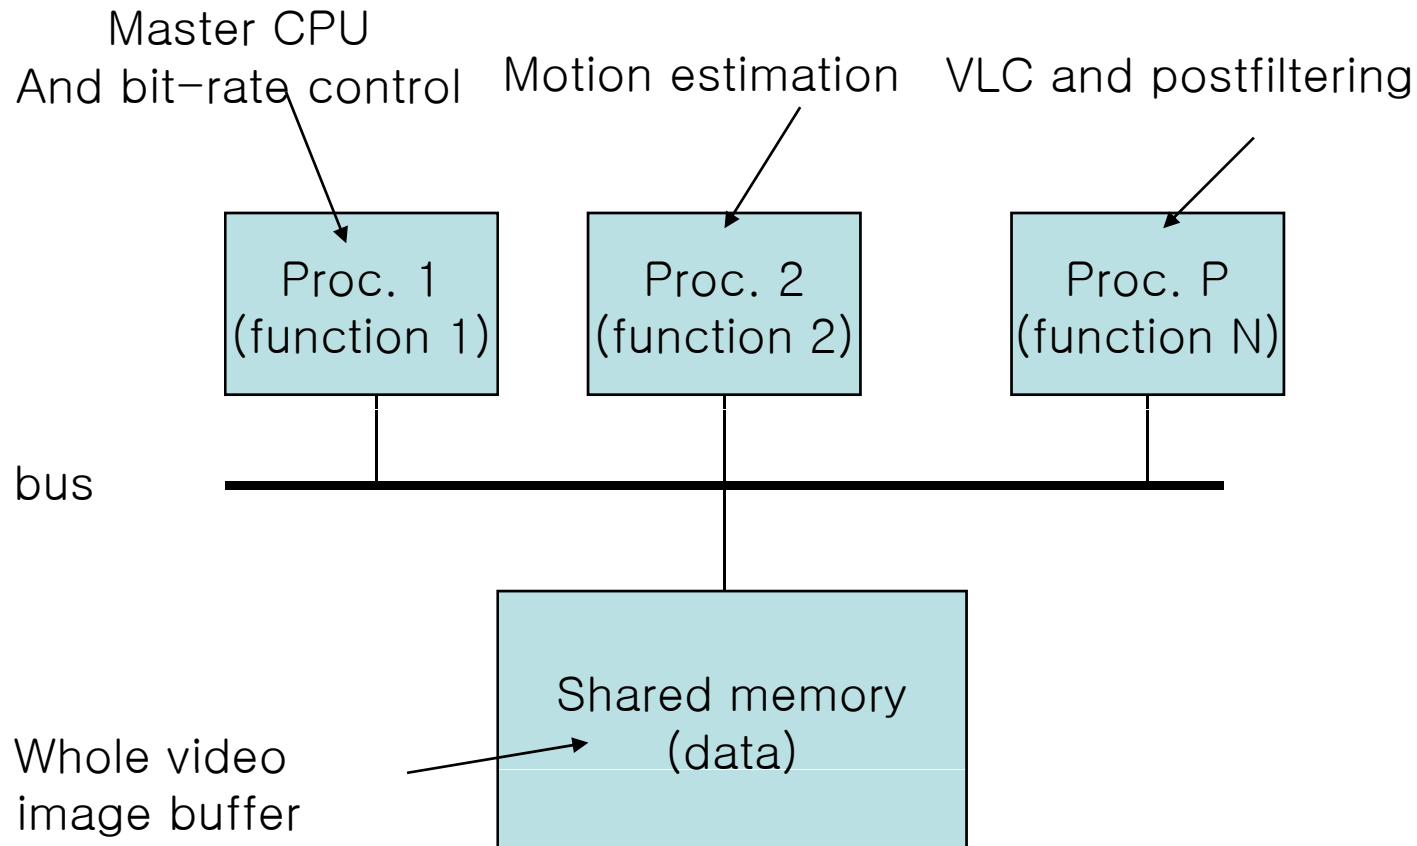 Master CPU
And bit-rate control
Motion estimation
VLC and postfiltering
Proc. 1
(function 1)
Proc. 2
(function 2)
Proc. P
(function N)
bus
Shared memory
(data)
Whole video
image buffer